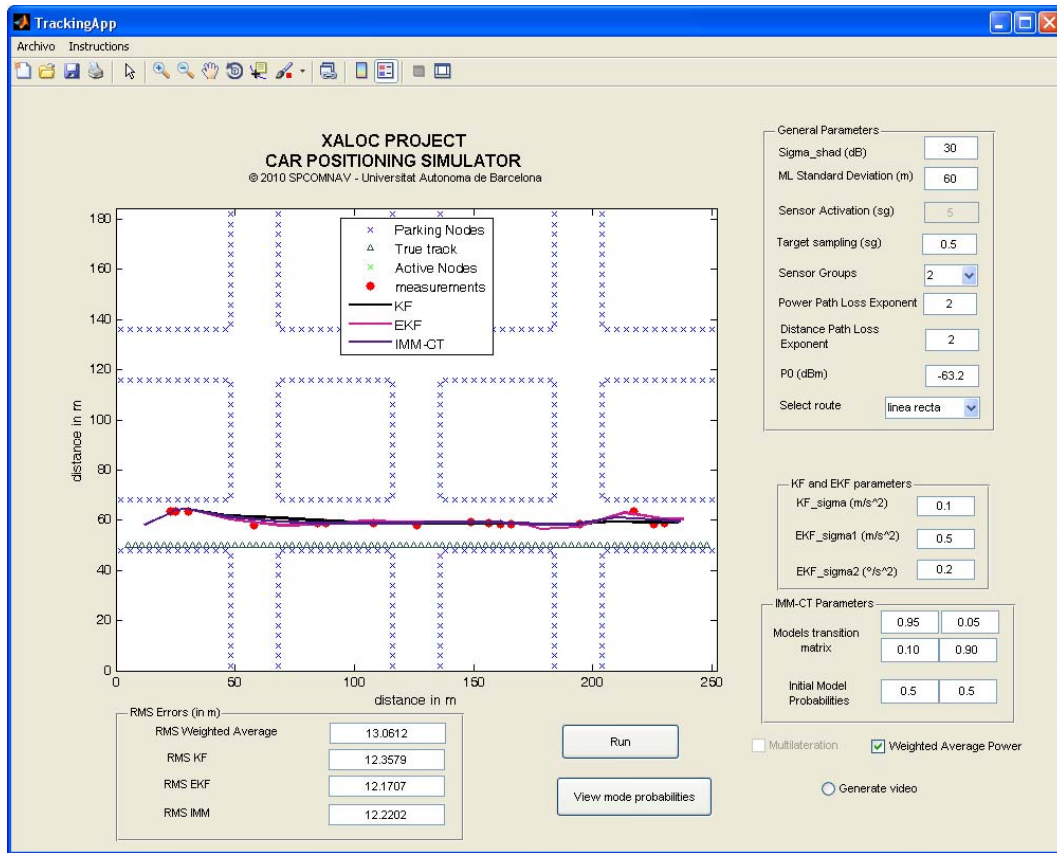 TrackingApp
Archivo Instructions
XALOC PROJECT
CAR POSITIONING SIMULATOR
© 2010 SPCOMNAV - Universitat Autonoma de Barcelona
180
160
140
120
100
80
60
40
20
0
distance in m
0 50 100 150 200 250
distance in m
Parking Nodes
True track
Active Nodes
measurements
KF
EKF
IMM-CT
General Parameters
Sigma_shad (dB) 30
ML Standard Deviation (m) 60
Sensor Activation (sg) 5
Target sampling (sg) 0.5
Sensor Groups 2
Power Path Loss Exponent 2
Distance Path Loss
Exponent 2
P0 (dBm) -63.2
Select route linea recta
KF and EKF parameters
KF_sigma (m/s^2) 0.1
EKF_sigma1 (m/s^2) 0.5
EKF_sigma2 (º/s^2) 0.2
IMM-CT Parameters
Models transition
matrix
0.95 0.05
0.10 0.90
Initial Model
Probabilities
0.5 0.5
RMS Errors (in m)
RMS Weighted Average 13.0612
RMS KF 12.3579
RMS EKF 12.1707
RMS IMM 12.2202
Run
View mode probabilities
Multilateration
Weighted Average Power
Generate video